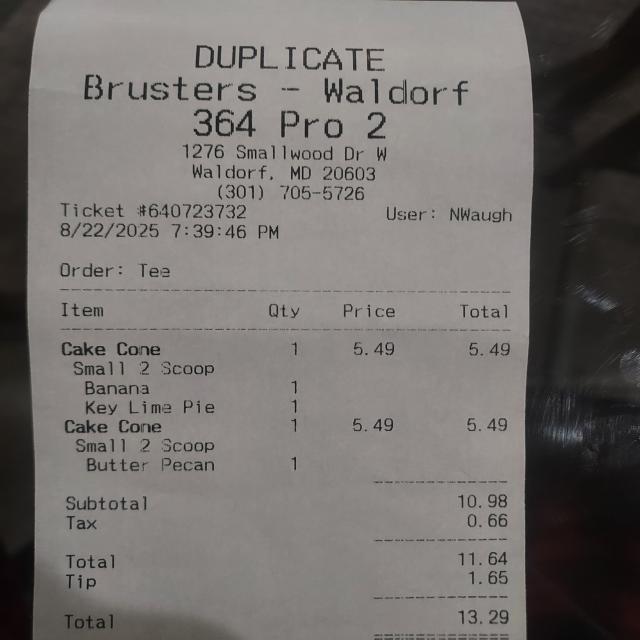 DUPLICATE
Brusters - Waldorf
364 Pro 2
1276 Smallwood Dr W
Waldorf, MD 20603
(301) 705-5726
Ticket #640723732 User: NWaugh
8/22/2025 7:39:46 PM
Order: Tee
Item Qty Price Total
Cake Cone 1 5.49 5.49
Small 2 Scoop
Banana 1
Key Lime Pie 1
Cake Cone 1 5.49 5.49
Small 2 Scoop
Butter Pecan 1
Subtotal 10.98
Tax 0.66
Total 11.64
Tip 1.65
Total 13.29